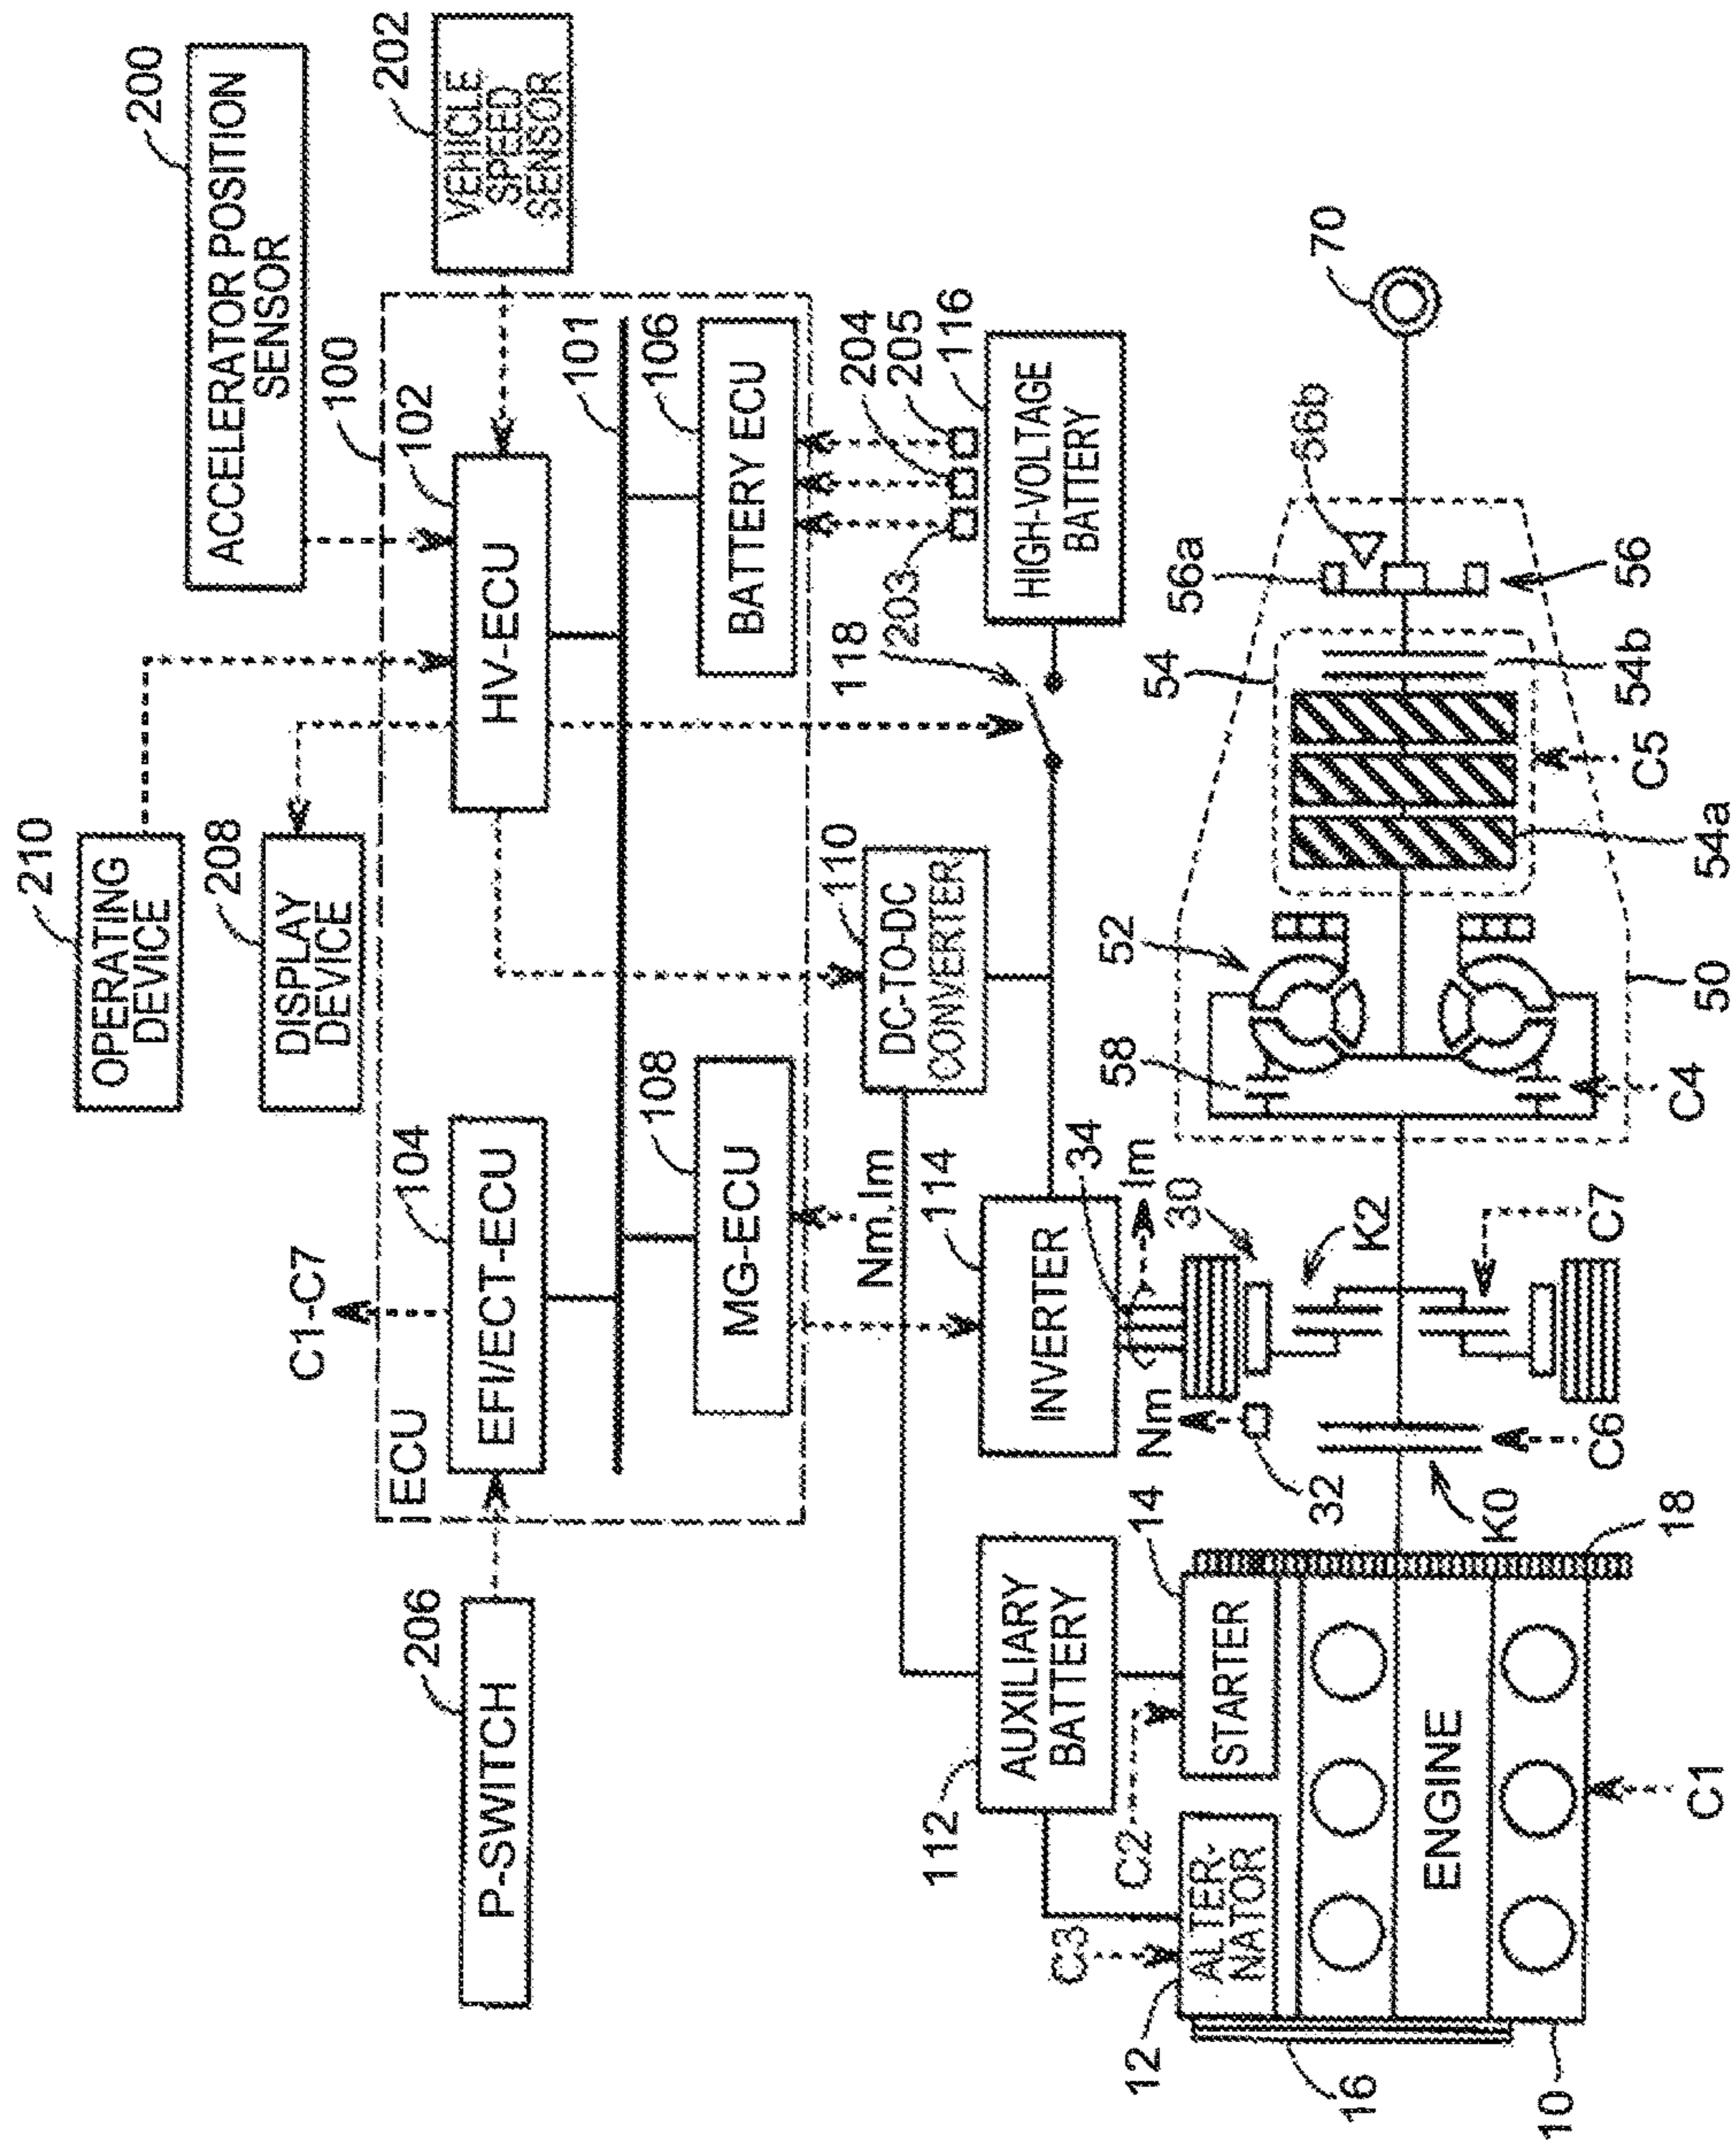 210
OPERATING
DEVICE
208
DISPLAY
DEVICE
200
ACCELERATOR POSITION
SENSOR
202
VEHICLE
SPEED
SENSOR
206
P-SWITCH
C1-C7
ECU
100
104
EFI/ECT-ECU
102
HV-ECU
101
108
MG-ECU
106
BATTERY ECU
Nm,Im
110
DC-TO-DC
CONVERTER
118
203
204
205
116
HIGH-VOLTAGE
BATTERY
112
AUXILIARY
BATTERY
114
INVERTER
34
Im
Nm
30
32
C3
C2
12
ALTER-
NATOR
14
STARTER
16
10
ENGINE
C1
18
K0
C6
K2
C7
58
52
C4
50
54
54a
54b
C5
56a
56b
56
70